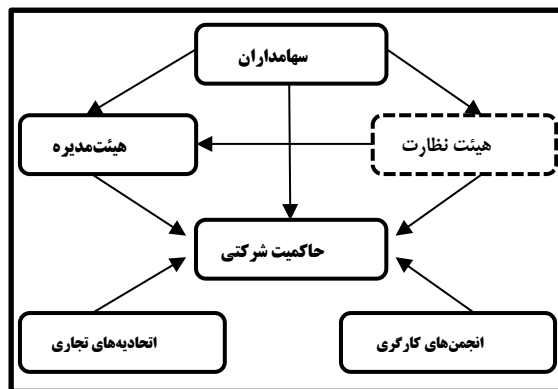 سهامداران
هیئت نظارت
هیئت‌مدیره
حاکمیت شرکتی
انجمن‌های کارگری
اتحادیه‌های تجاری